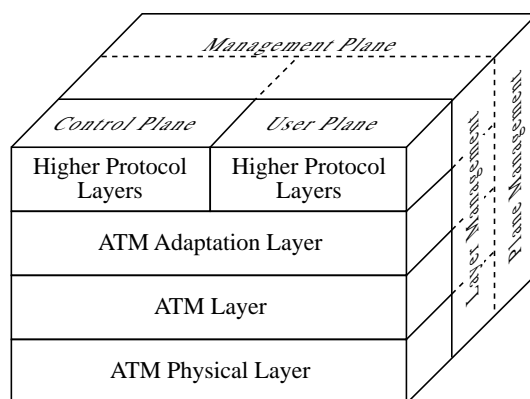 Management Plane
Control Plane
User Plane
Higher Protocol
Layers
Higher Protocol
Layers
ATM Adaptation Layer
ATM Layer
ATM Physical Layer
Layer Management
Plane Management